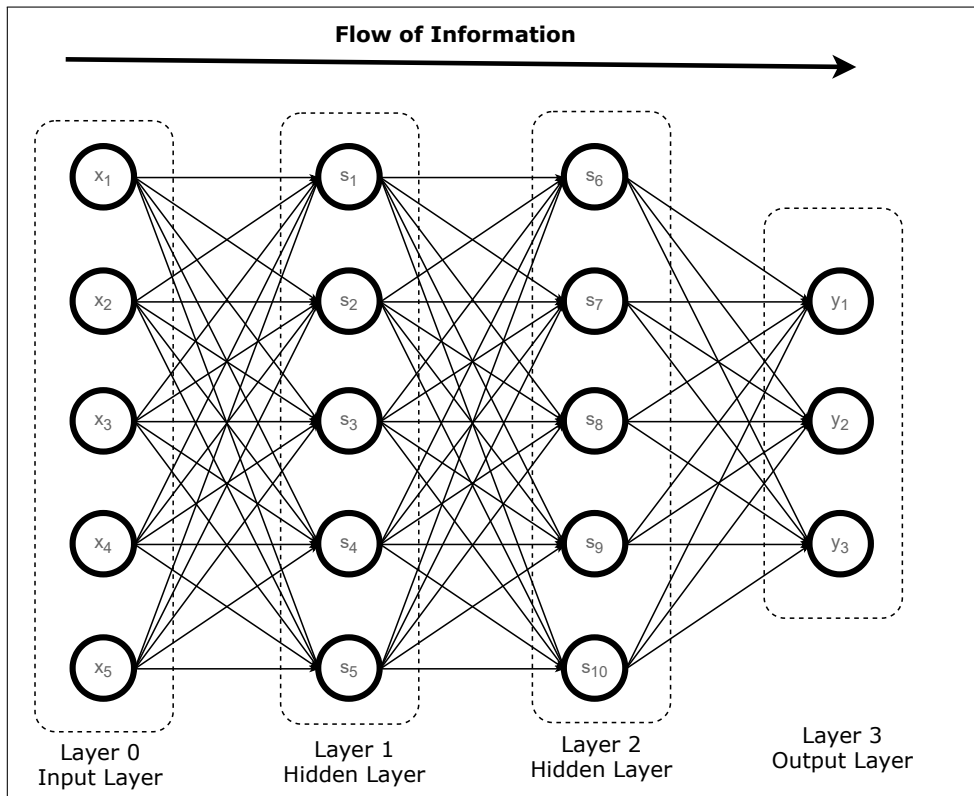 Flow of Information
x1
s1
s6
x2
s2
s7
y1
x3
s3
s8
y2
x4
s4
s9
y3
x5
s5
s10
Layer 0
Input Layer
Layer 1
Hidden Layer
Layer 2
Hidden Layer
Layer 3
Output Layer